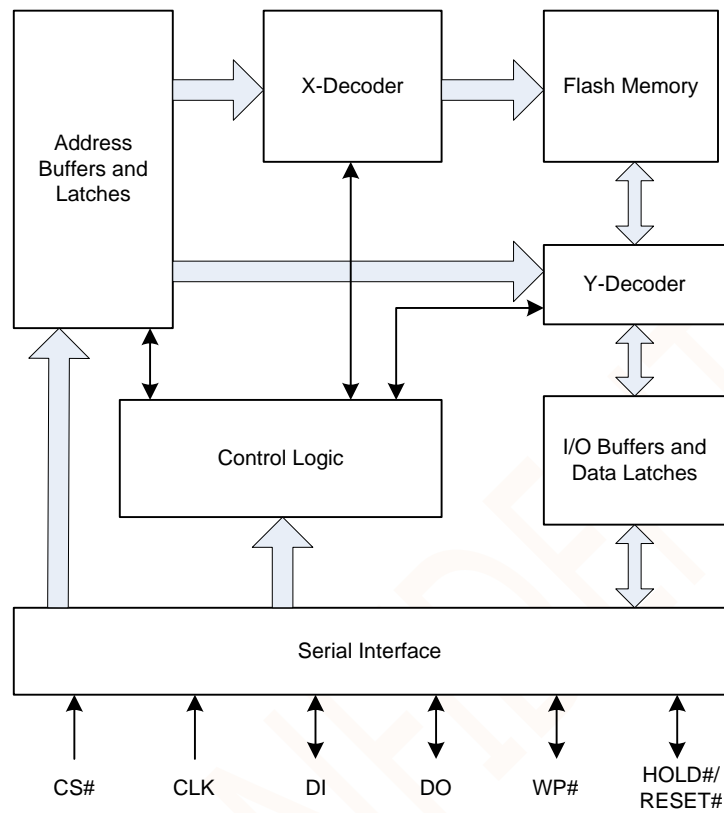 Address
Buffers and
Latches
X-Decoder
Flash Memory
Y-Decoder
Control Logic
I/O Buffers and
Data Latches
Serial Interface
CS#
CLK
DI
DO
WP#
HOLD#/
RESET#